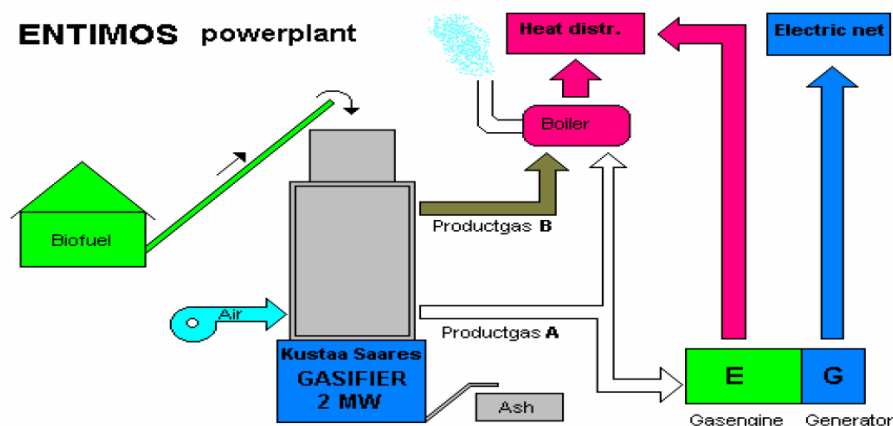 ENTIMOS powerplant
Heat distr.
Electric net
Boiler
Biofuel
Productgas B
Air
Productgas A
Kustaa Saares
GASIFIER
2 MW
Ash
E
G
Gasengine
Generator